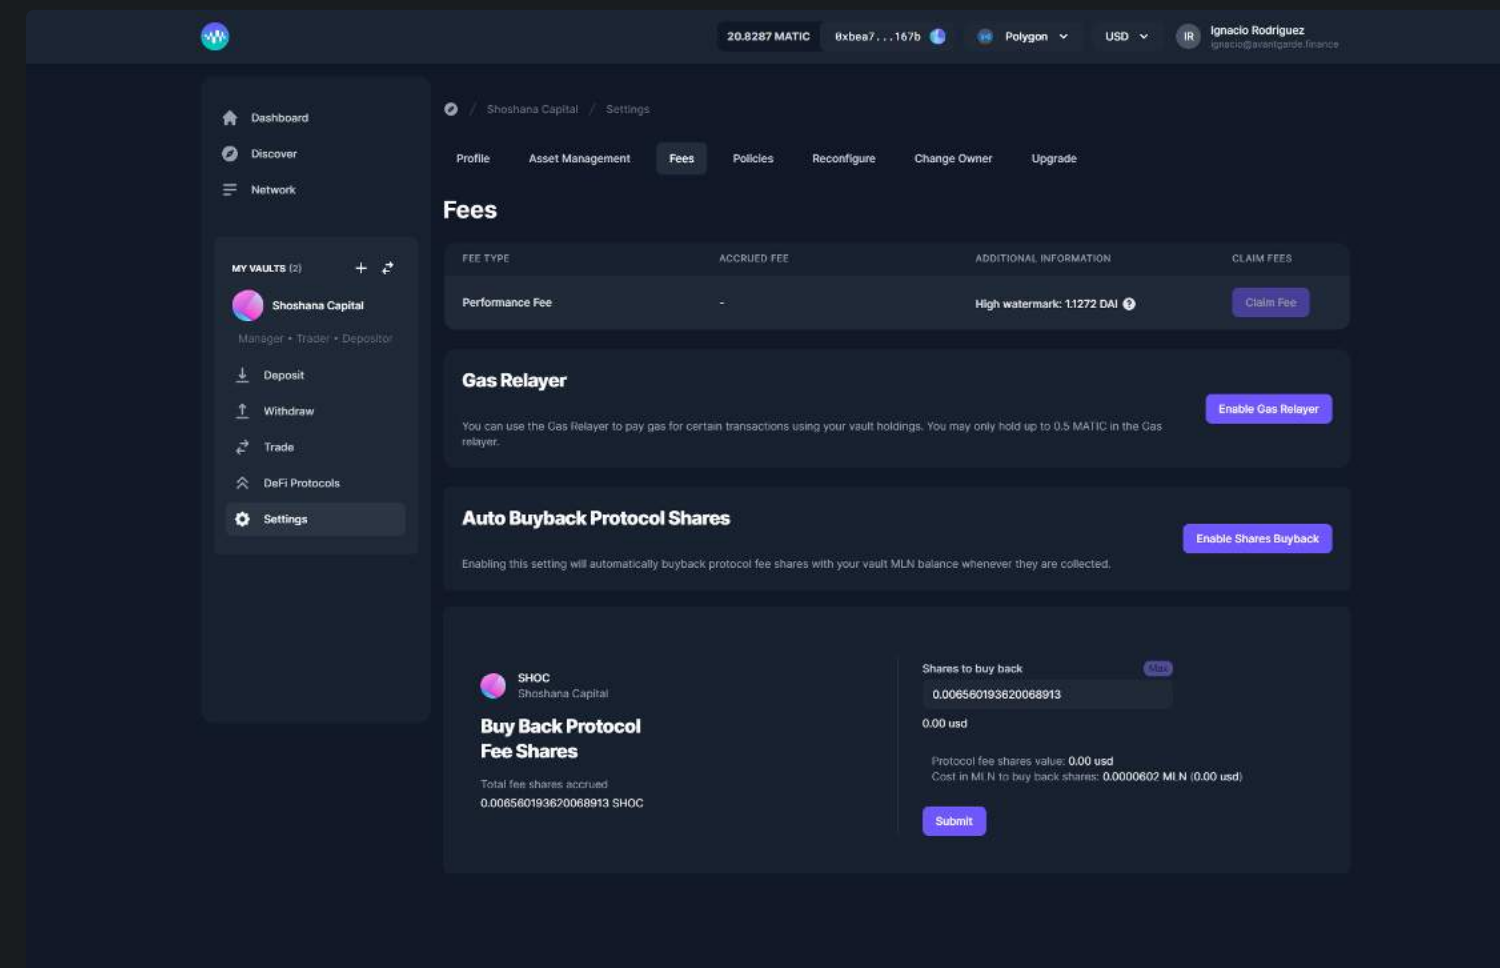 20.8287 MATIC
0xbea7...167b
Polygon
USD
IR
Ignacio Rodriguez
ignacio@avantgarde.finance
Dashboard
Discover
Network
MY VAULTS (2)
Shoshana Capital
Manager • Trader • Depositor
Deposit
Withdraw
Trade
DeFi Protocols
Settings
/ Shoshana Capital / Settings
Profile
Asset Management
Fees
Policies
Reconfigure
Change Owner
Upgrade
Fees
FEE TYPE
ACCRUED FEE
ADDITIONAL INFORMATION
CLAIM FEES
Performance Fee
-
High watermark: 1.1272 DAI ?
Claim Fee
Gas Relayer
You can use the Gas Relayer to pay gas for certain transactions using your vault holdings. You may only hold up to 0.5 MATIC in the Gas
relayer.
Enable Gas Relayer
Auto Buyback Protocol Shares
Enabling this setting will automatically buyback protocol fee shares with your vault MLN balance whenever they are collected.
Enable Shares Buyback
SHOC
Shoshana Capital
Buy Back Protocol
Fee Shares
Total fee shares accrued
0.006560193620068913 SHOC
Shares to buy back
Max
0.006560193620068913
0.00 usd
Protocol fee shares value: 0.00 usd
Cost in MLN to buy back shares: 0.0000602 MLN (0.00 usd)
Submit